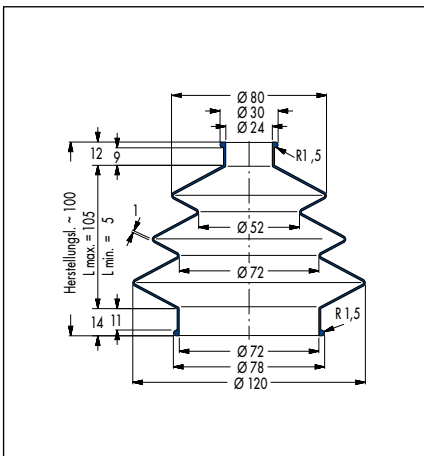 Ø 80
Ø 30
Ø 24
12
9
R1,5
Herstellungsl. ~ 100
L max. = 105
L min. = 5
1
Ø 52
Ø 72
14
11
R 1,5
Ø 72
Ø 78
Ø 120